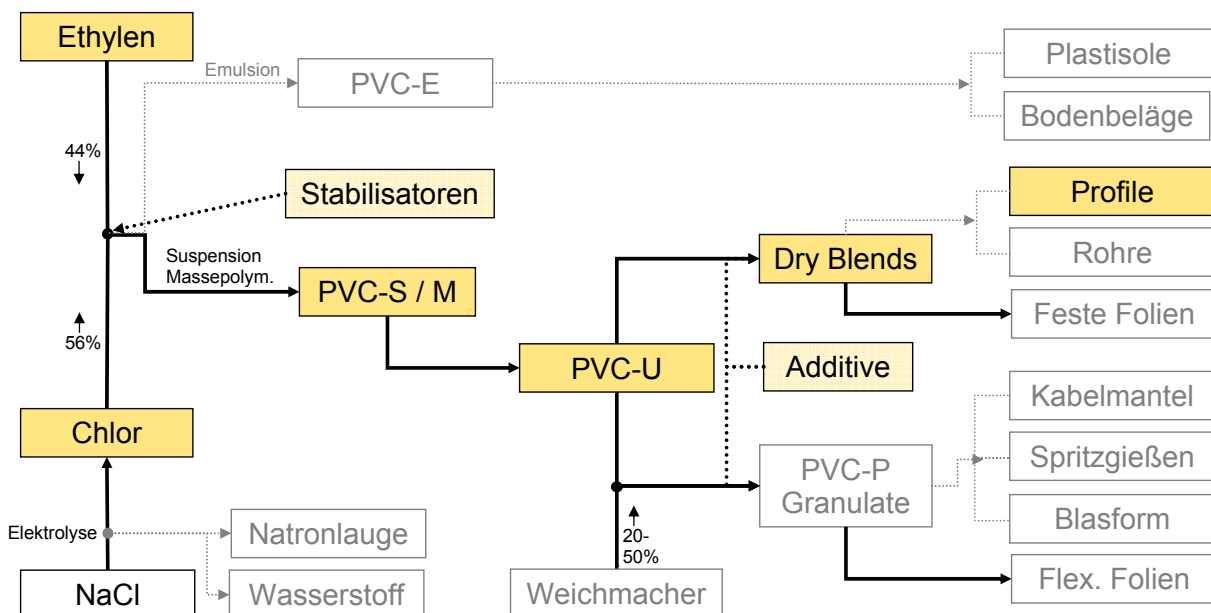 Ethylen
Emulsion
PVC-E
Plastisole
Bodenbeläge
44%
Stabilisatoren
Profile
Suspension
Massepolym.
PVC-S / M
Dry Blends
Rohre
Feste Folien
56%
PVC-U
Additive
Kabelmantel
Chlor
PVC-P
Granulate
Spritzgießen
Elektrolyse
Natronlauge
20-
50%
Blasform
NaCl
Wasserstoff
Weichmacher
Flex. Folien